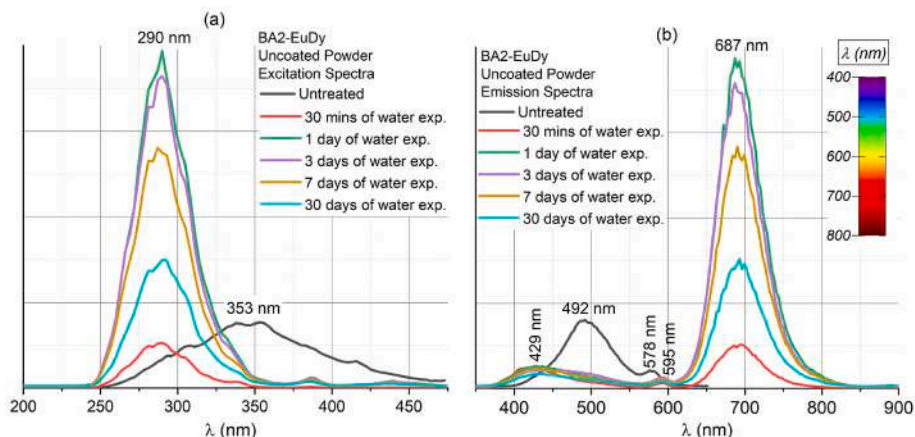 (a)
290 nm
BA2-EuDy
Uncoated Powder
Excitation Spectra
Untreated
30 mins of water exp.
1 day of water exp.
3 days of water exp.
7 days of water exp.
30 days of water exp.
353 nm
200 250 300 350 400 450
λ (nm)
(b)
687 nm
BA2-EuDy
Uncoated Powder
Emission Spectra
Untreated
30 mins of water exp.
1 day of water exp.
3 days of water exp.
7 days of water exp.
30 days of water exp.
429 nm
492 nm
578 nm
595 nm
400 500 600 700 800 900
λ (nm)
λ (nm)
400
500
600
700
800